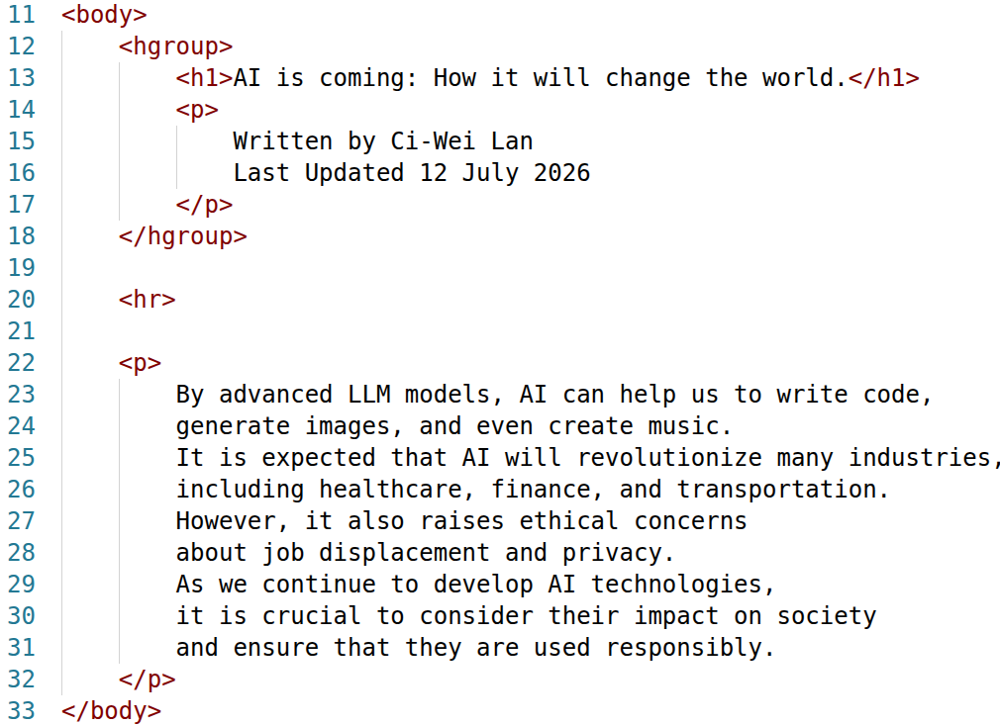 11 <body>
12     <hgroup>
13         <h1>AI is coming: How it will change the world.</h1>
14         <p>
15             Written by Ci-Wei Lan
16             Last Updated 12 July 2026
17         </p>
18     </hgroup>
19
20     <hr>
21
22     <p>
23         By advanced LLM models, AI can help us to write code,
24         generate images, and even create music.
25         It is expected that AI will revolutionize many industries,
26         including healthcare, finance, and transportation.
27         However, it also raises ethical concerns
28         about job displacement and privacy.
29         As we continue to develop AI technologies,
30         it is crucial to consider their impact on society
31         and ensure that they are used responsibly.
32     </p>
33 </body>